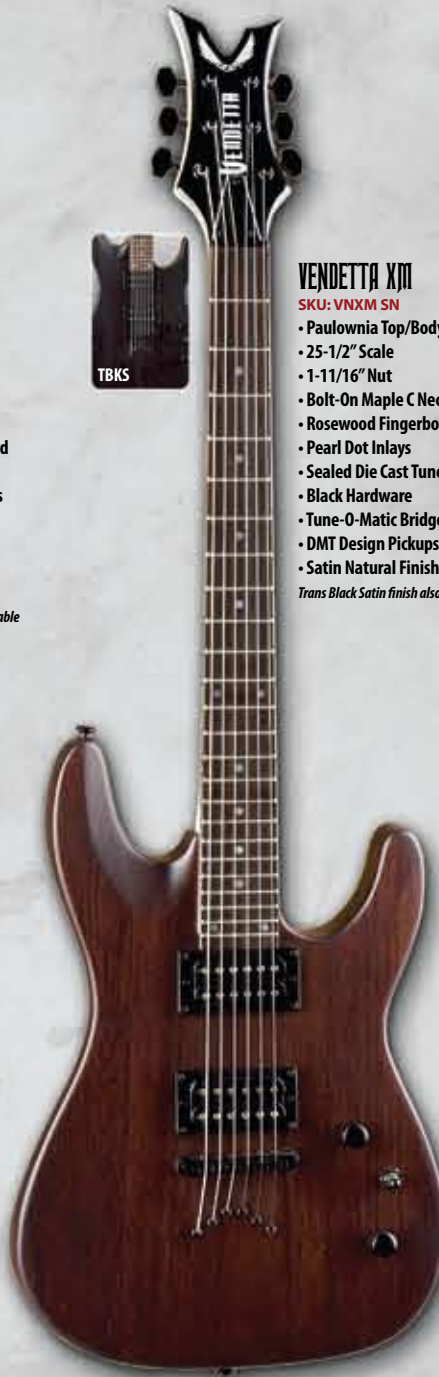 VENDETTA
TBKS
d
s
able
VENDETTA XM
SKU: VNXM SN
• Paulownia Top/Body
• 25-1/2” Scale
• 1-11/16” Nut
• Bolt-On Maple C Nec
• Rosewood Fingerbo
• Pearl Dot Inlays
• Sealed Die Cast Tune
• Black Hardware
• Tune-O-Matic Bridge
• DMT Design Pickups
• Satin Natural Finish
Trans Black Satin finish also